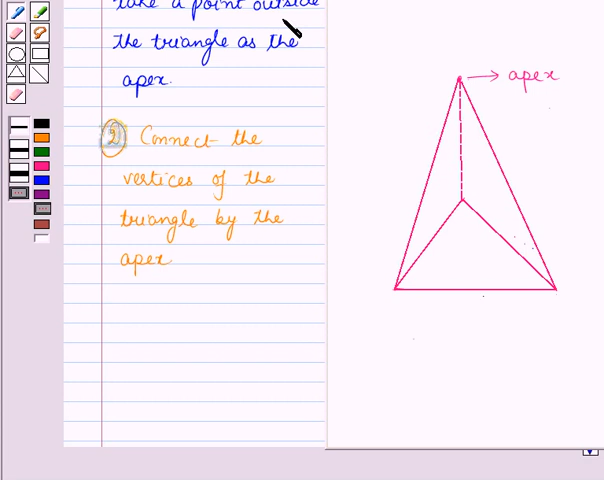 take a point outside
the triangle as the
apex.
2 Connect the
vertices of the
triangle by the
apex
apex